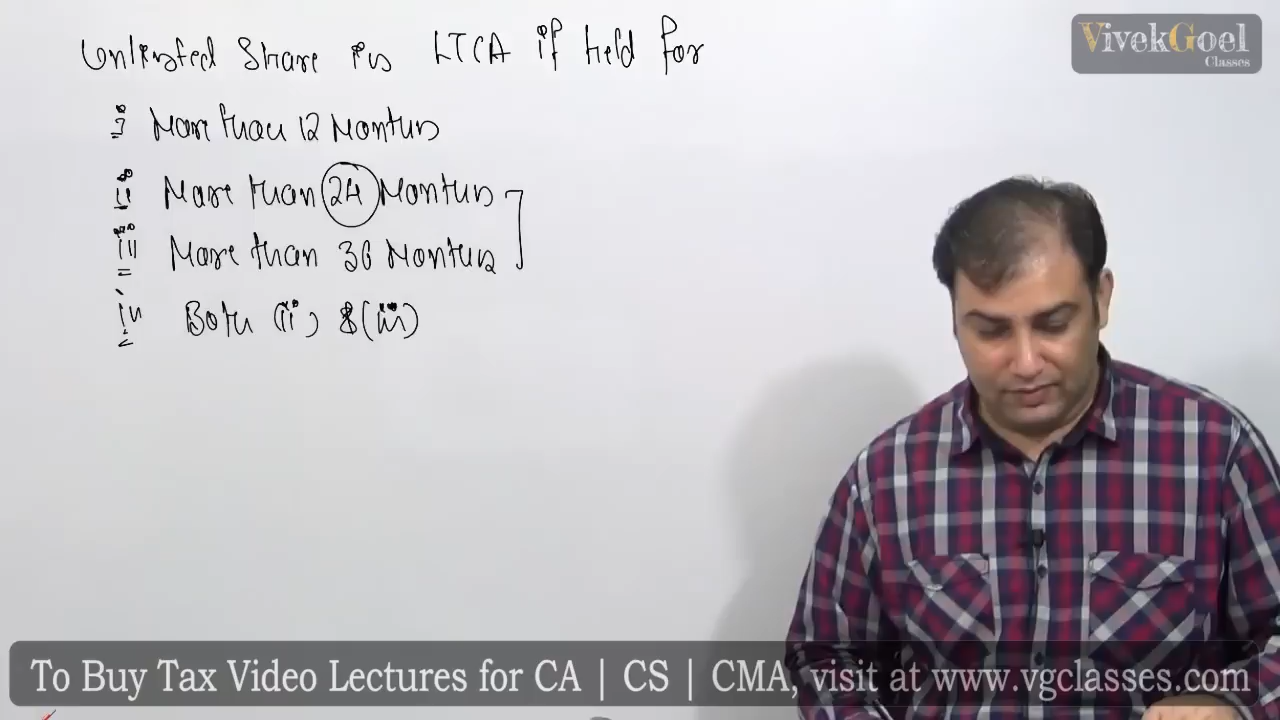 Unlisted Share is LTCA if held for
VivekGoel
Classes
i More than 12 Months
ii More than 24 Months
iii More than 36 Months
iv Both (ii) & (iii)
To Buy Tax Video Lectures for CA | CS | CMA, visit at www.vgclasses.com